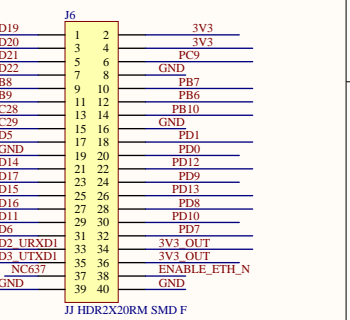 J6
D19 1 2 3V3
D20 3 4 3V3
D21 5 6 PC9
D22 7 8 GND
B8 9 10 PB7
B9 11 12 PB6
C28 13 14 PB10
C29 15 16 GND
D5 17 18 PD1
GND 19 20 PD0
D14 21 22 PD12
D17 23 24 PD9
D15 25 26 PD13
D16 27 28 PD8
D11 29 30 PD10
D6 31 32 PD7
D2_URXD1 33 34 3V3_OUT
D3_UTXD1 35 36 3V3_OUT
NC637 37 38 ENABLE_ETH_N
GND 39 40 GND
JJ HDR2X20RM SMD F